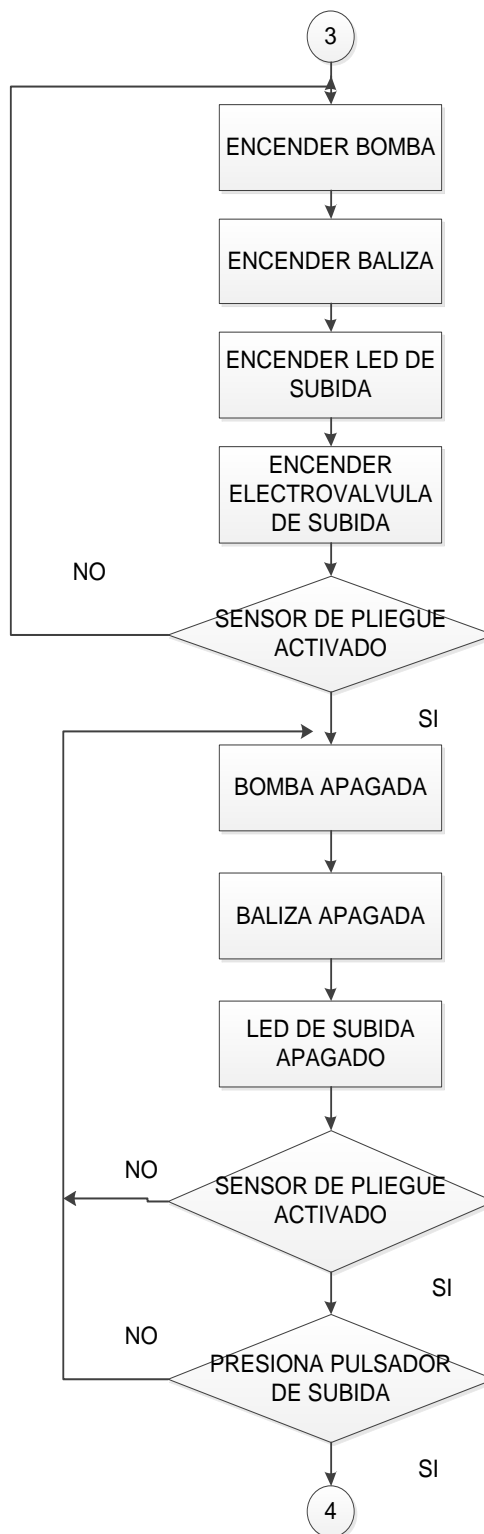 3
ENCENDER BOMBA
ENCENDER BALIZA
ENCENDER LED DE
SUBIDA
ENCENDER
ELECTROVALVULA
DE SUBIDA
NO
SENSOR DE PLIEGUE
ACTIVADO
SI
BOMBA APAGADA
BALIZA APAGADA
LED DE SUBIDA
APAGADO
NO
SENSOR DE PLIEGUE
ACTIVADO
SI
NO
PRESIONA PULSADOR
DE SUBIDA
SI
4